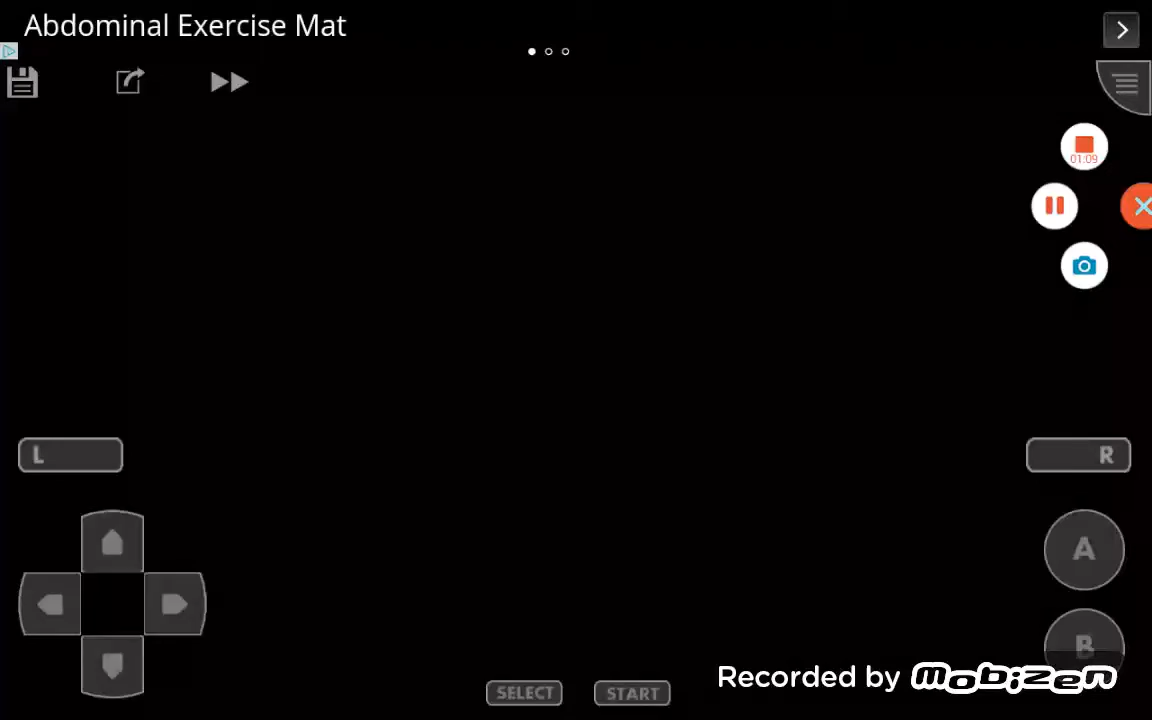 Abdominal Exercise Mat
01:09
L
R
A
B
SELECT
START
Recorded by mobizen